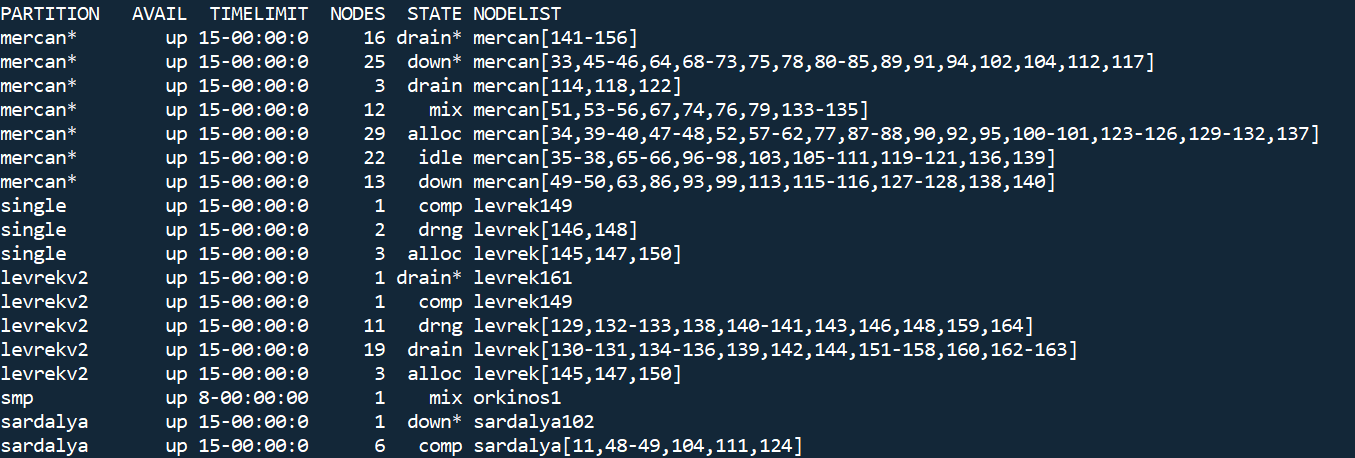 PARTITION   AVAIL  TIMELIMIT  NODES  STATE NODELIST
mercan*        up 15-00:00:0     16 drain* mercan[141-156]
mercan*        up 15-00:00:0     25  down* mercan[33,45-46,64,68-73,75,78,80-85,89,91,94,102,104,112,117]
mercan*        up 15-00:00:0      3  drain mercan[114,118,122]
mercan*        up 15-00:00:0     12    mix mercan[51,53-56,67,74,76,79,133-135]
mercan*        up 15-00:00:0     29  alloc mercan[34,39-40,47-48,52,57-62,77,87-88,90,92,95,100-101,123-126,129-132,137]
mercan*        up 15-00:00:0     22   idle mercan[35-38,65-66,96-98,103,105-111,119-121,136,139]
mercan*        up 15-00:00:0     13   down mercan[49-50,63,86,93,99,113,115-116,127-128,138,140]
single         up 15-00:00:0      1   comp levrek149
single         up 15-00:00:0      2   drng levrek[146,148]
single         up 15-00:00:0      3  alloc levrek[145,147,150]
levrekv2       up 15-00:00:0      1 drain* levrek161
levrekv2       up 15-00:00:0      1   comp levrek149
levrekv2       up 15-00:00:0     11   drng levrek[129,132-133,138,140-141,143,146,148,159,164]
levrekv2       up 15-00:00:0     19  drain levrek[130-131,134-136,139,142,144,151-158,160,162-163]
levrekv2       up 15-00:00:0      3  alloc levrek[145,147,150]
smp            up 8-00:00:00      1    mix orkinos1
sardalya       up 15-00:00:0      1  down* sardalya102
sardalya       up 15-00:00:0      6   comp sardalya[11,48-49,104,111,124]